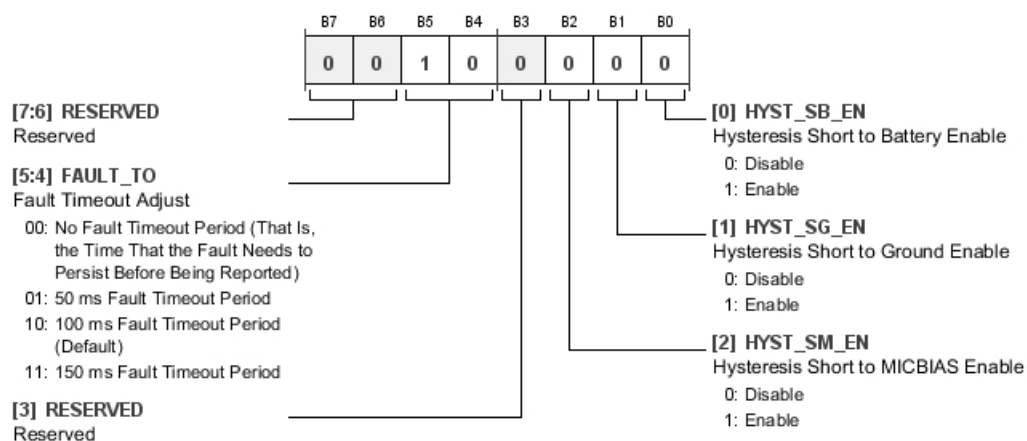 B7 B6 B5 B4 B3 B2 B1 B0
0 0 1 0 0 0 0 0
[7:6] RESERVED
Reserved
[5:4] FAULT_TO
Fault Timeout Adjust
00: No Fault Timeout Period (That Is,
the Time That the Fault Needs to
Persist Before Being Reported)
01: 50 ms Fault Timeout Period
10: 100 ms Fault Timeout Period
(Default)
11: 150 ms Fault Timeout Period
[3] RESERVED
Reserved
[0] HYST_SB_EN
Hysteresis Short to Battery Enable
0: Disable
1: Enable
[1] HYST_SG_EN
Hysteresis Short to Ground Enable
0: Disable
1: Enable
[2] HYST_SM_EN
Hysteresis Short to MICBIAS Enable
0: Disable
1: Enable